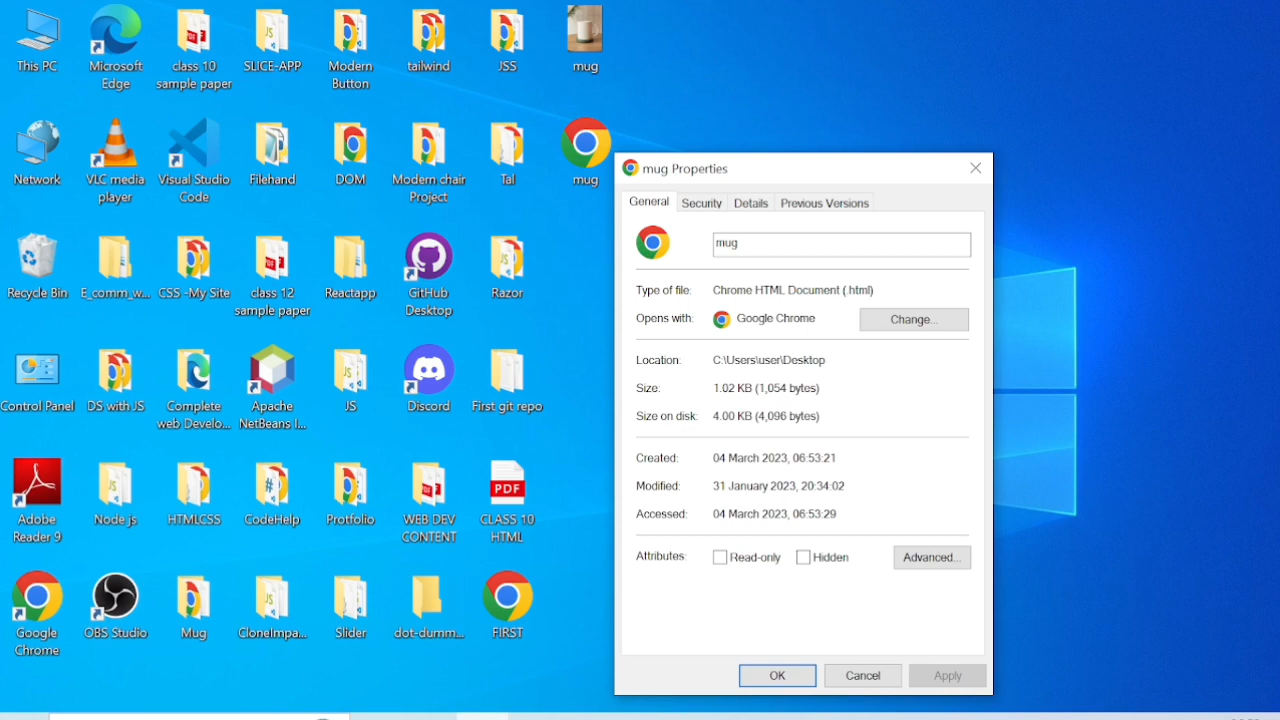 This PC
Microsoft
Edge
class 10
sample paper
SLICE-APP
Modern
Button
tailwind
JSS
mug
Network
VLC media
player
Visual Studio
Code
Filehand
DOM
Modern chair
Project
Tal
mug
Recycle Bin
E_comm_w...
CSS -My Site
class 12
sample paper
Reactapp
GitHub
Desktop
Razor
Control Panel
DS with JS
Complete
web Develo...
Apache
NetBeans I...
JS
Discord
First git repo
Adobe
Reader 9
Node js
HTMLCSS
CodeHelp
Protfolio
WEB DEV
CONTENT
PDF
CLASS 10
HTML
Google
Chrome
OBS Studio
Mug
CloneImpa...
Slider
dot-dumm...
FIRST
mug Properties
General Security Details Previous Versions
mug
Type of file: Chrome HTML Document (.html)
Opens with: Google Chrome Change...
Location: C:\Users\user\Desktop
Size: 1.02 KB (1,054 bytes)
Size on disk: 4.00 KB (4,096 bytes)
Created: 04 March 2023, 06:53:21
Modified: 31 January 2023, 20:34:02
Accessed: 04 March 2023, 06:53:29
Attributes: Read-only Hidden Advanced...
OK Cancel Apply